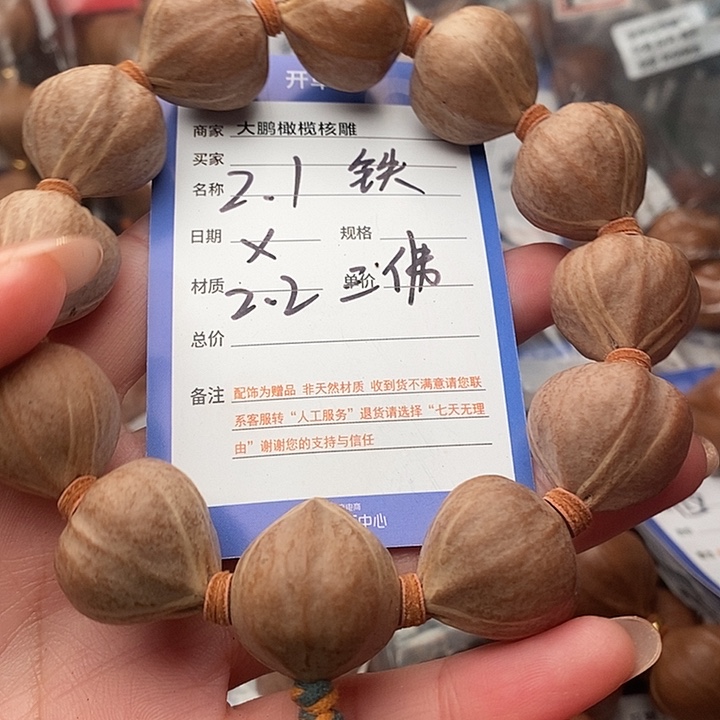 商家 大鹏橄榄核雕
买家
名称 2.1 铁
日期 X 规格
材质 2.2 单价 佛
总价
备注 配饰为赠品 非天然材质 收到货不满意请您联
系客服转“人工服务”退货请选择“七天无理
由”谢谢您的支持与信任
中心